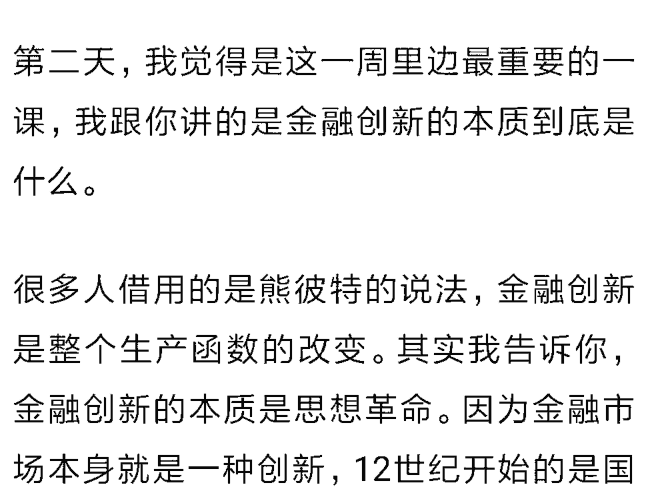 第二天，我觉得是这一周里边最重要的一
课，我跟你讲的是金融创新的本质到底是
什么。
很多人借用的是熊彼特的说法，金融创新
是整个生产函数的改变。其实我告诉你，
金融创新的本质是思想革命。因为金融市
场本身就是一种创新，12世纪开始的是国